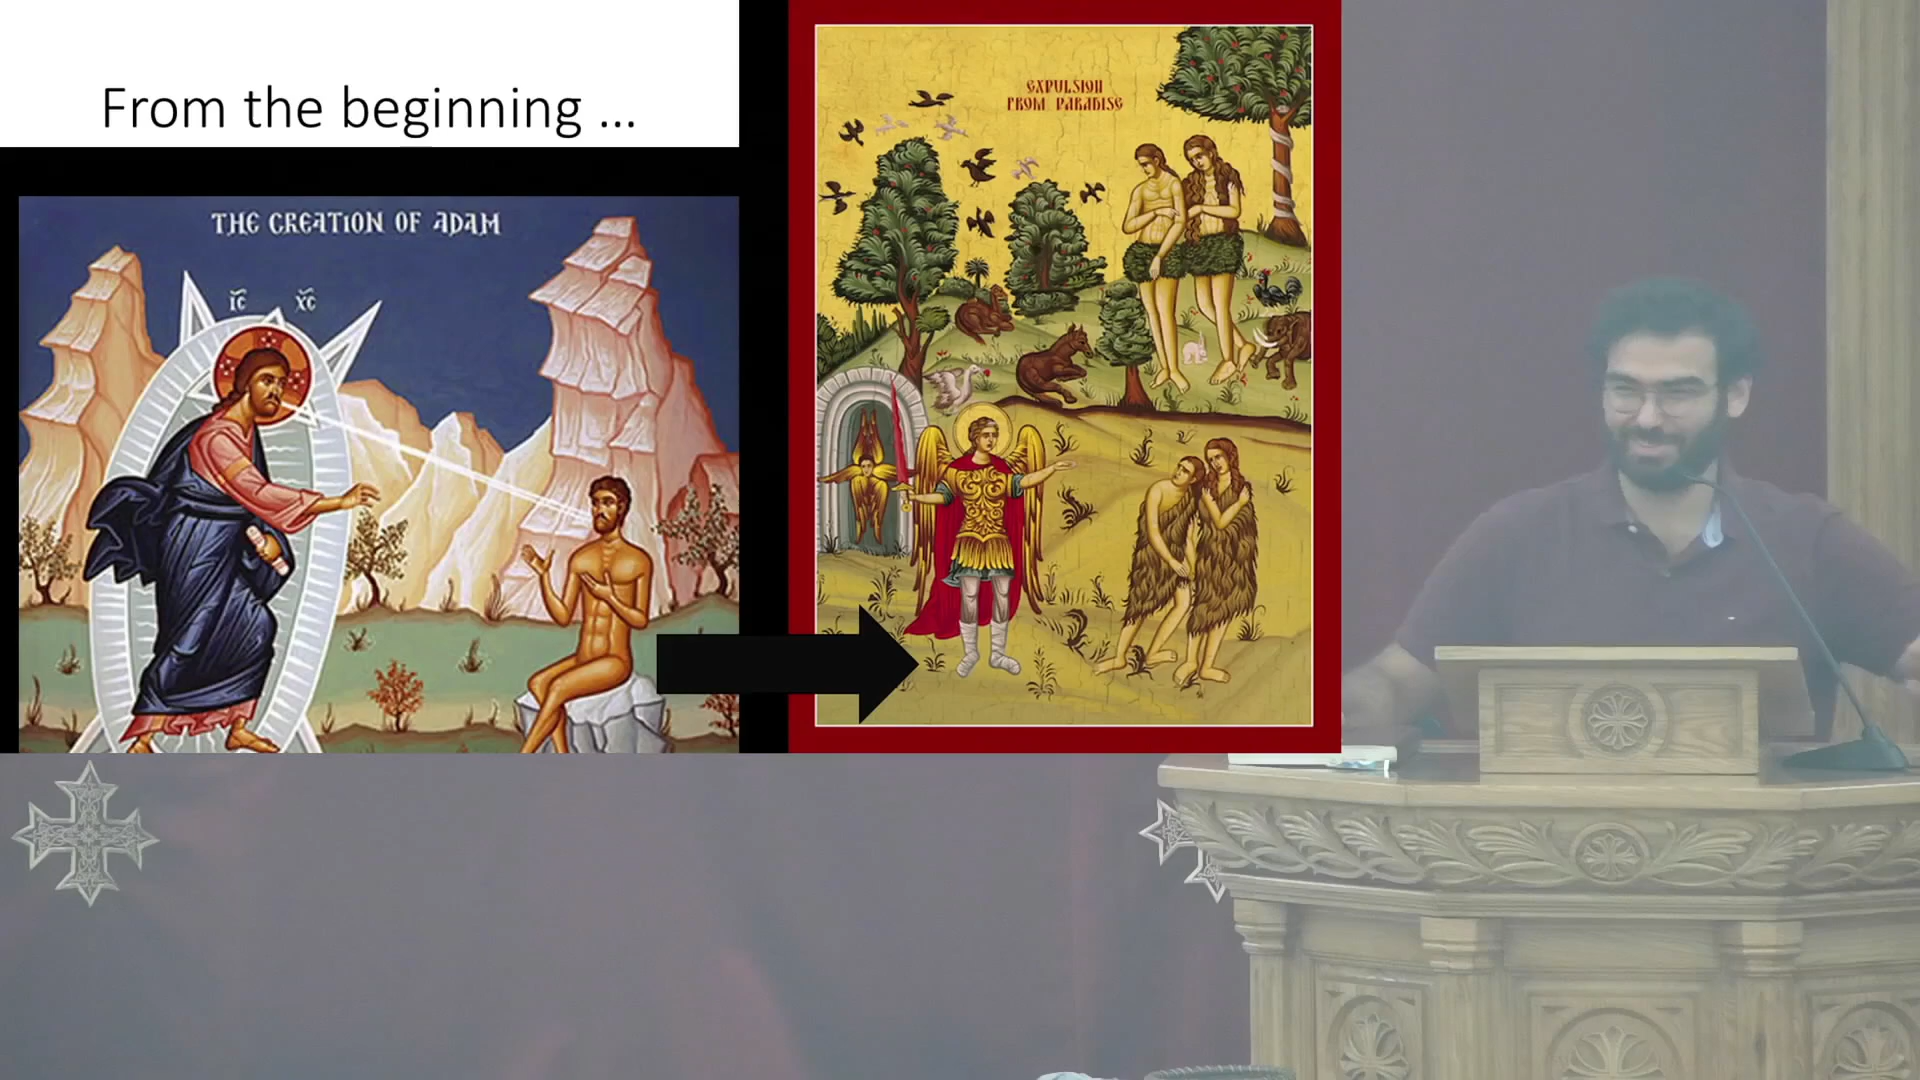 From the beginning ...
THE CREATION OF ADAM
IC XC
EXPULSION
FROM PARADISE